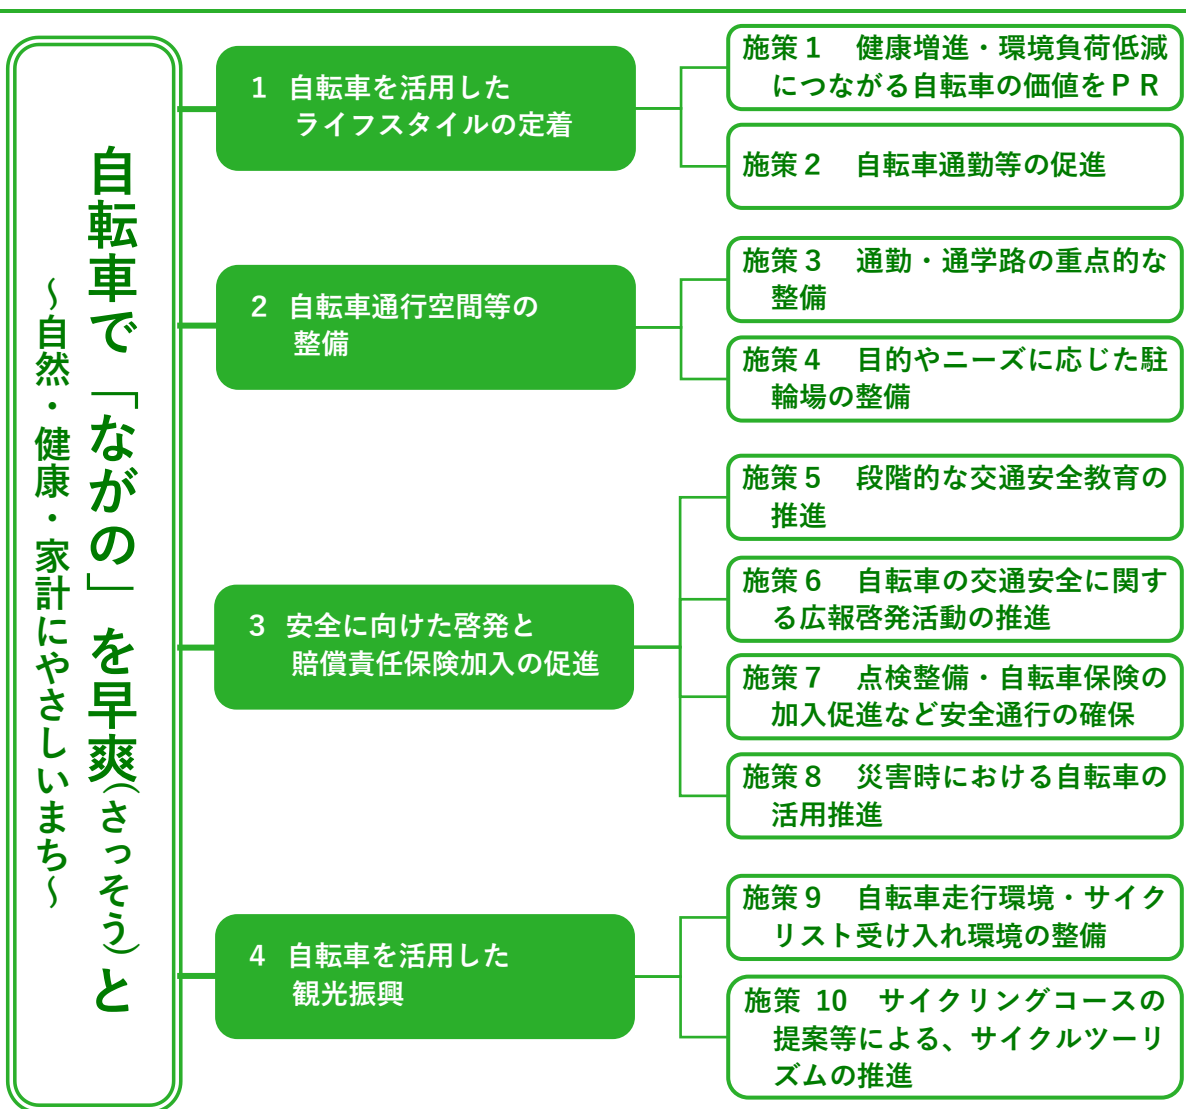 自転車で「ながの」を早爽(さっそう)と
~自然・健康・家計にやさしいまち~
1 自転車を活用した
ライフスタイルの定着
施策1 健康増進・環境負荷低減
につながる自転車の価値をPR
施策2 自転車通勤等の促進
2 自転車通行空間等の
整備
施策3 通勤・通学路の重点的な
整備
施策4 目的やニーズに応じた駐
輪場の整備
3 安全に向けた啓発と
賠償責任保険加入の促進
施策5 段階的な交通安全教育の
推進
施策6 自転車の交通安全に関す
る広報啓発活動の推進
施策7 点検整備・自転車保険の
加入促進など安全通行の確保
施策8 災害時における自転車の
活用推進
4 自転車を活用した
観光振興
施策9 自転車走行環境・サイク
リスト受け入れ環境の整備
施策 10 サイクリングコースの
提案等による、サイクルツーリ
ズムの推進